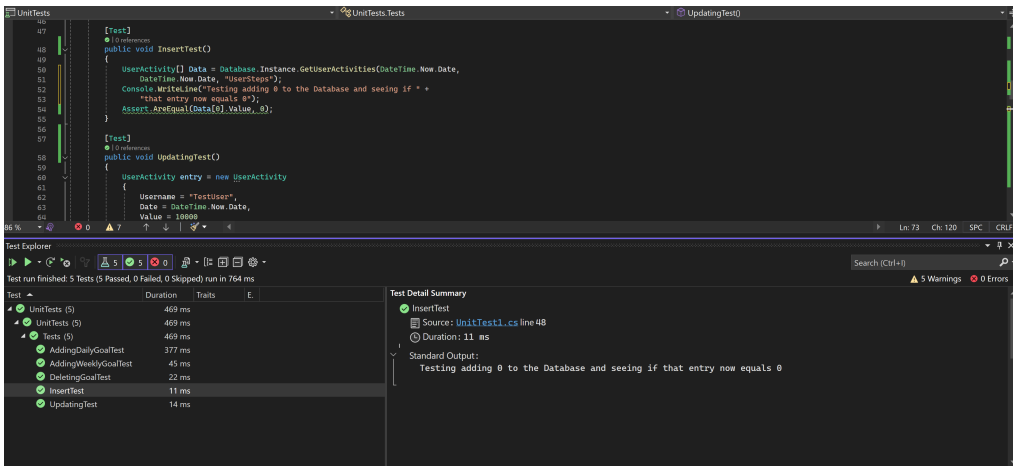 UnitTests
UnitTests.Tests
UpdatingTest()
46
47 [Test]
0 references
48 public void InsertTest()
49 {
50 UserActivity[] Data = Database.Instance.GetUserActivities(DateTime.Now.Date,
51 DateTime.Now.Date, "UserSteps");
52 Console.WriteLine("Testing adding 0 to the Database and seeing if " +
53 "that entry now equals 0");
54 Assert.AreEqual(Data[0].Value, 0);
55 }
56
57 [Test]
0 references
58 public void UpdatingTest()
59 {
60 UserActivity entry = new UserActivity
61 {
62 Username = "TestUser",
63 Date = DateTime.Now.Date,
64 Value = 10000
86 % 0 7 Ln: 73 Ch: 120 SPC CRLF
Test Explorer
5 5 0 Search (Ctrl+I)
Test run finished: 5 Tests (5 Passed, 0 Failed, 0 Skipped) run in 764 ms 5 Warnings 0 Errors
Test Duration Traits E.
UnitTests (5) 469 ms
UnitTests (5) 469 ms
Tests (5) 469 ms
AddingDailyGoalTest 377 ms
AddingWeeklyGoalTest 45 ms
DeletingGoalTest 22 ms
InsertTest 11 ms
UpdatingTest 14 ms
Test Detail Summary
InsertTest
Source: UnitTest1.cs line 48
Duration: 11 ms
Standard Output:
Testing adding 0 to the Database and seeing if that entry now equals 0